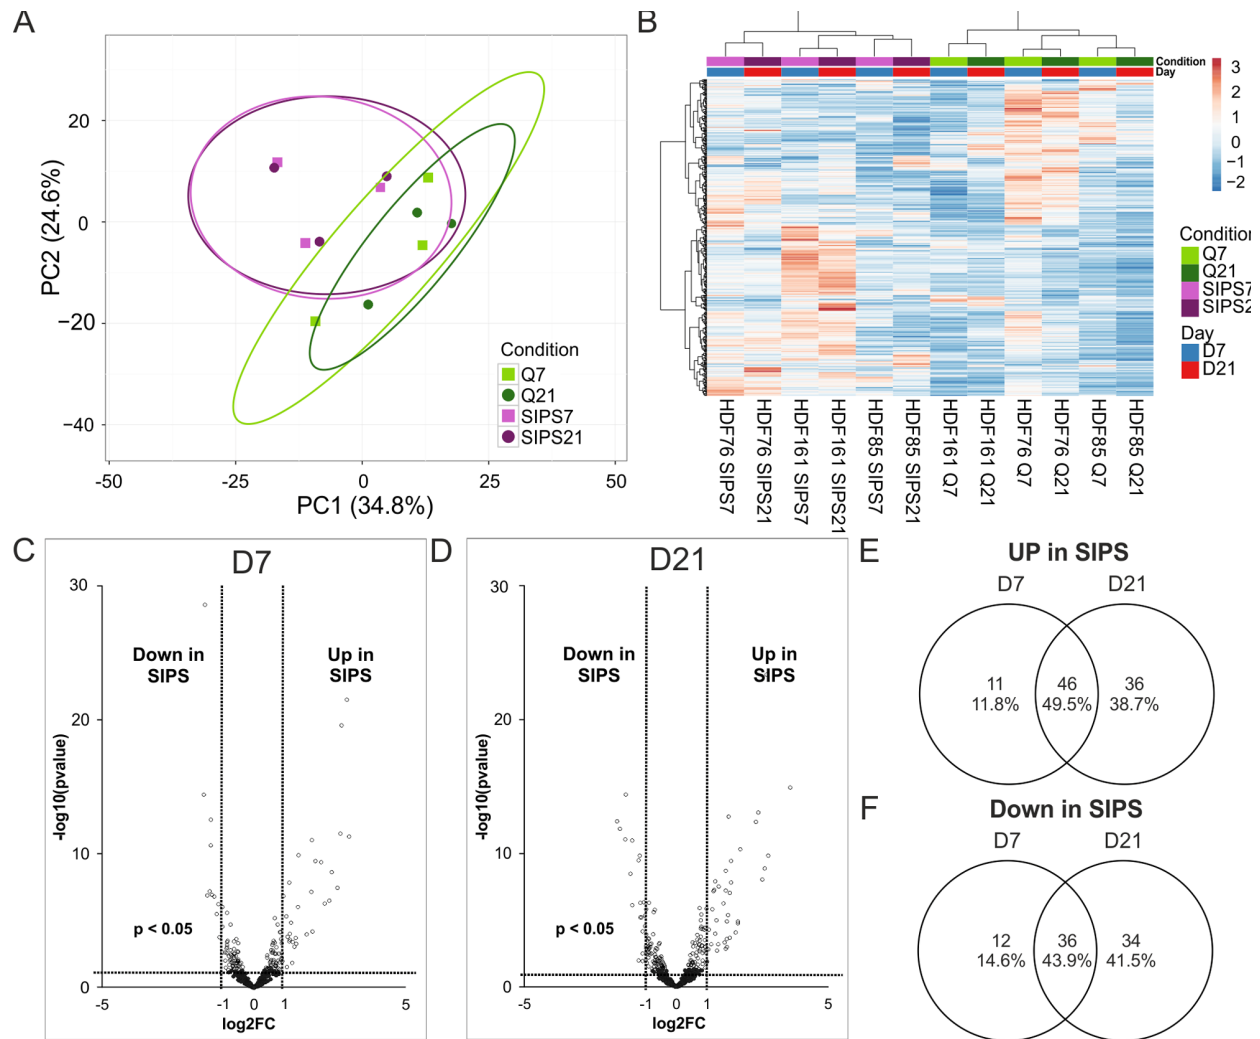 A
20
0
−20
−40
PC2 (24.6%)
-50
-25
0
25
50
PC1 (34.8%)
Condition
Q7
Q21
SIPS7
SIPS21
B
Condition
Day
3
2
1
0
−1
−2
HDF76 SIPS7
HDF76 SIPS21
HDF161 SIPS7
HDF161 SIPS21
HDF85 SIPS7
HDF85 SIPS21
HDF161 Q7
HDF161 Q21
HDF76 Q7
HDF76 Q21
HDF85 Q7
HDF85 Q21
Condition
Q7
Q21
SIPS7
SIPS2
Day
D7
D21
C
D7
30
20
10
0
-log10(pvalue)
Down in
SIPS
Up in
SIPS
p < 0.05
-5
-1
0
1
5
log2FC
D
D21
30
20
10
0
-log10(pvalue)
Down in
SIPS
Up in
SIPS
p < 0.05
-5
-1
0
1
5
log2FC
E
UP in SIPS
D7
D21
11
11.8%
46
49.5%
36
38.7%
F
Down in SIPS
D7
D21
12
14.6%
36
43.9%
34
41.5%